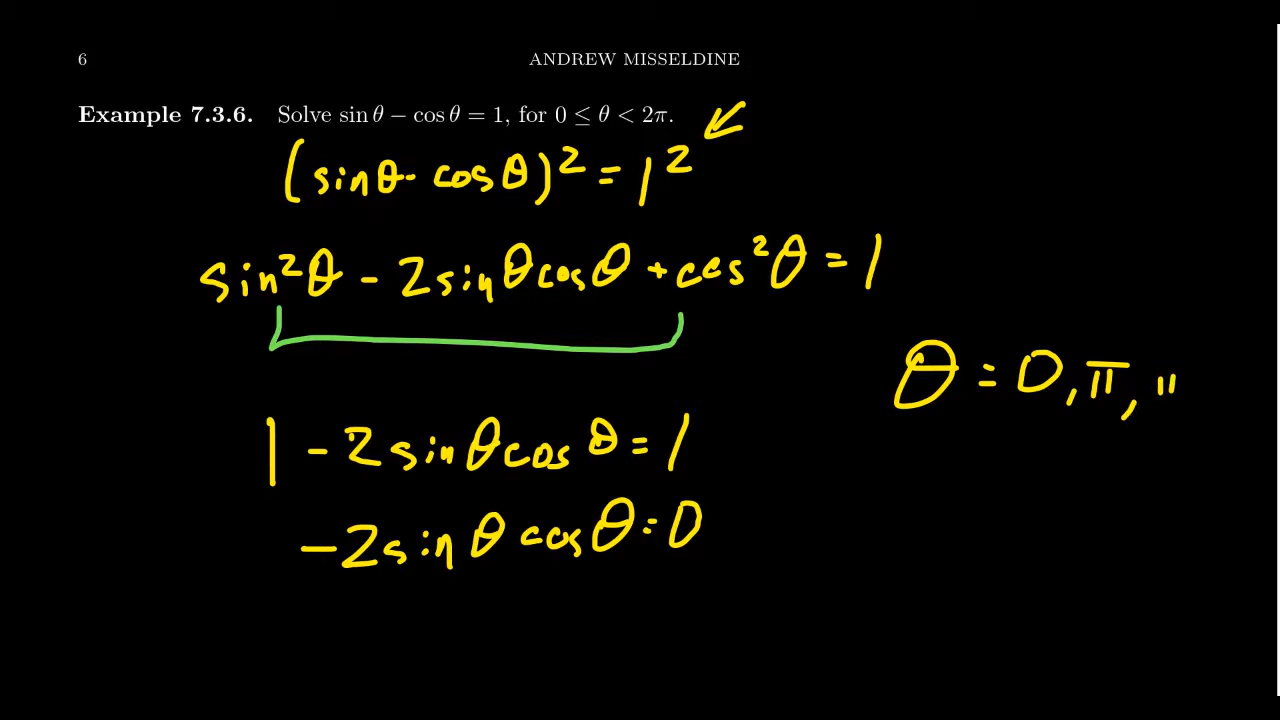 6 ANDREW MISSELDINE
Example 7.3.6. Solve sin θ − cos θ = 1, for 0 ≤ θ < 2π.
(sinθ - cosθ)² = 1²
sin²θ - 2sinθcosθ + cos²θ = 1
θ = 0, π,
1 - 2sinθcosθ = 1
-2sinθcosθ = 0